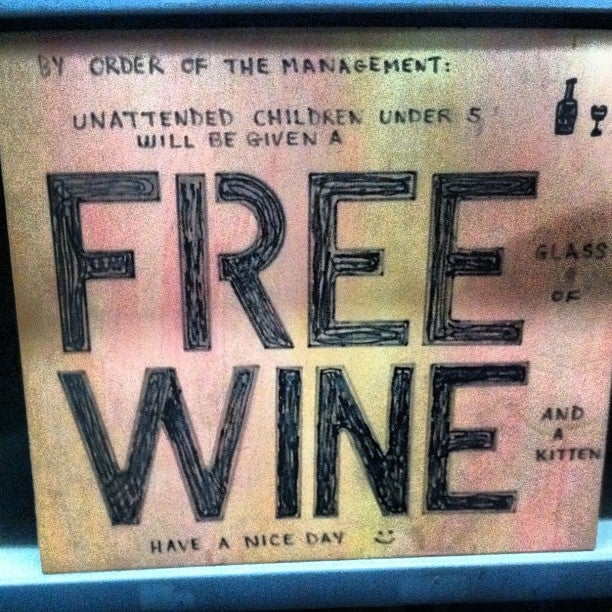 BY ORDER OF THE MANAGEMENT:
UNATTENDED CHILDREN UNDER 5
WILL BE GIVEN A
FREE
GLASS
OF
WINE
AND
A
KITTEN
HAVE A NICE DAY